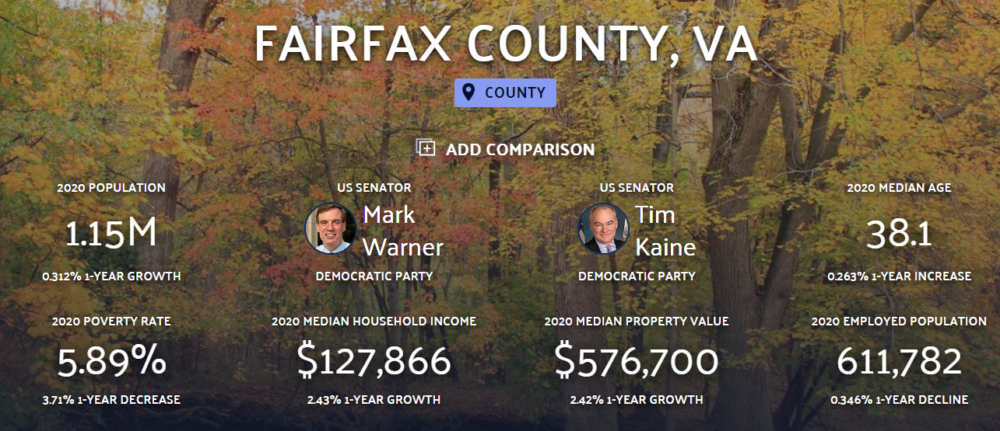 FAIRFAX COUNTY, VA
COUNTY
ADD COMPARISON
2020 POPULATION
1.15M
0.312% 1-YEAR GROWTH
US SENATOR
Mark
Warner
DEMOCRATIC PARTY
US SENATOR
Tim
Kaine
DEMOCRATIC PARTY
2020 MEDIAN AGE
38.1
0.263% 1-YEAR INCREASE
2020 POVERTY RATE
5.89%
3.71% 1-YEAR DECREASE
2020 MEDIAN HOUSEHOLD INCOME
$127,866
2.43% 1-YEAR GROWTH
2020 MEDIAN PROPERTY VALUE
$576,700
2.42% 1-YEAR GROWTH
2020 EMPLOYED POPULATION
611,782
0.346% 1-YEAR DECLINE